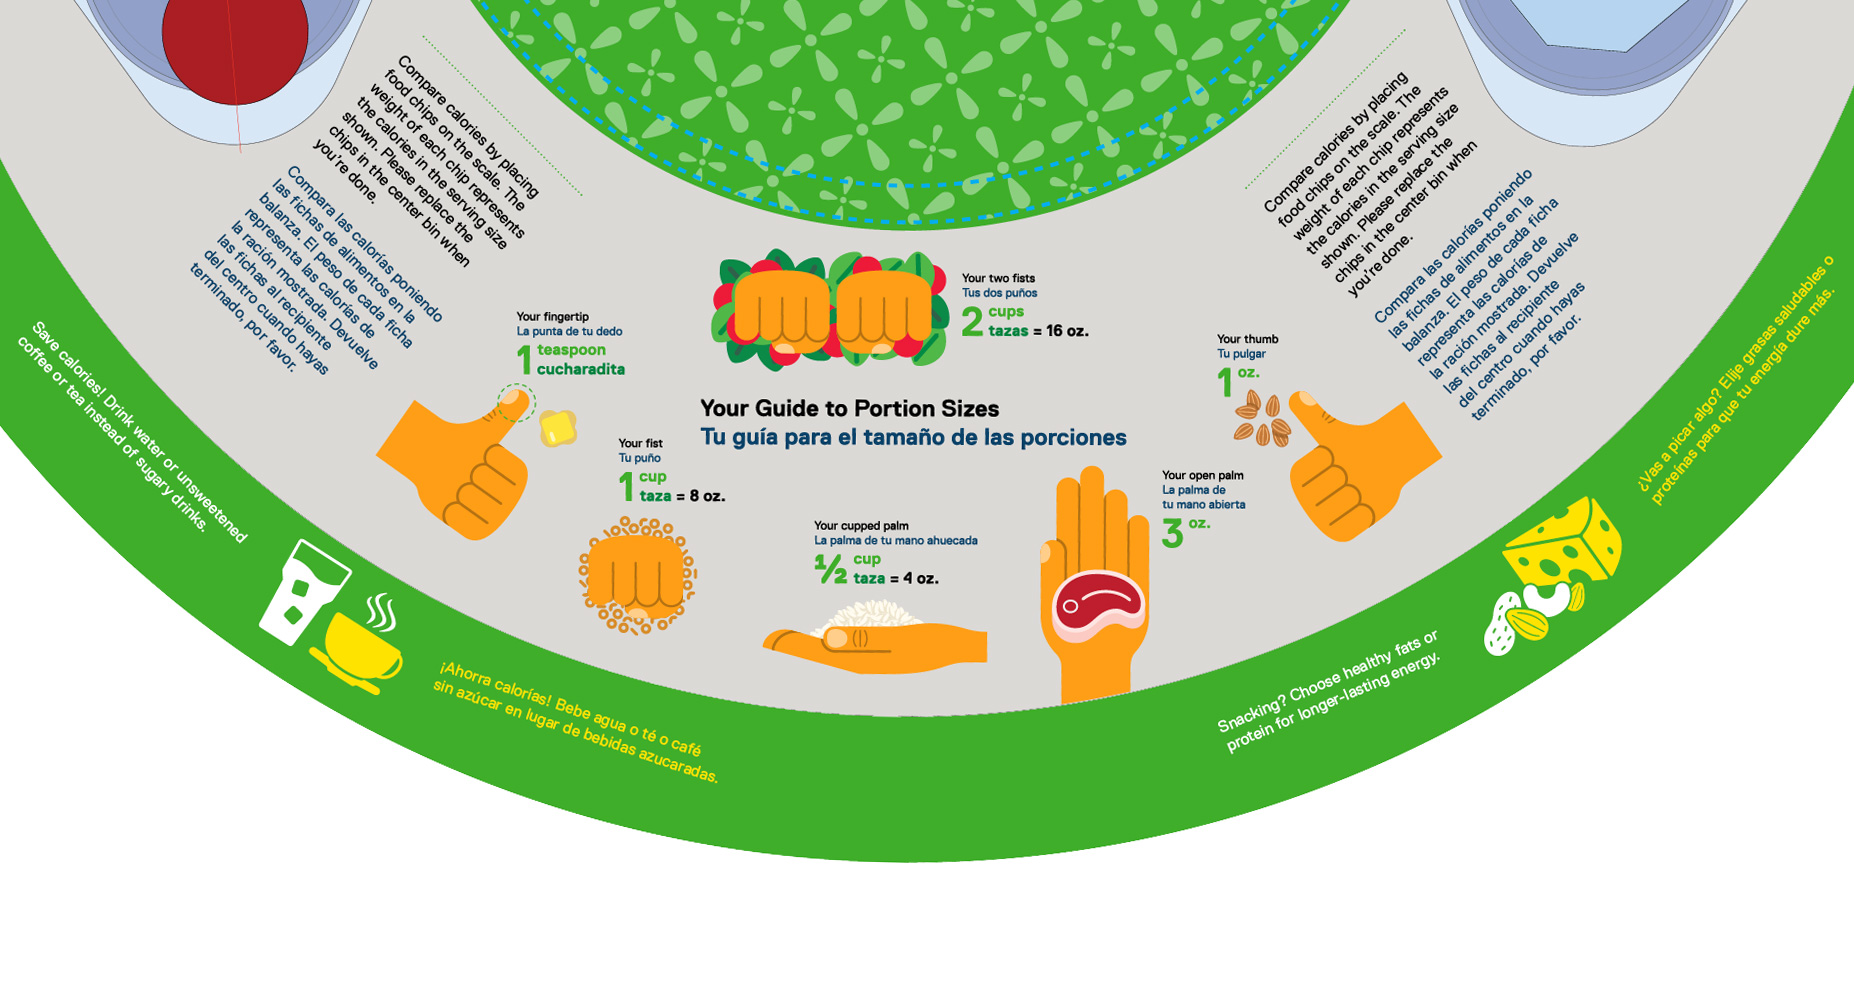 Compare calories by placing
food chips on the scale. The
weight of each chip represents
the calories in the serving size
shown. Please replace the
chips in the center bin when
you're done.
Compara las calorías poniendo
las fichas de alimentos en la
balanza. El peso de cada ficha
representa las calorías de
la ración mostrada. Devuelve
las fichas al recipiente
del centro cuando hayas
terminado, por favor.
Compare calories by placing
food chips on the scale. The
weight of each chip represents
the calories in the serving size
shown. Please replace the
chips in the center bin when
you're done.
Compara las calorías poniendo
las fichas de alimentos en la
balanza. El peso de cada ficha
representa las calorías de
la ración mostrada. Devuelve
las fichas al recipiente
del centro cuando hayas
terminado, por favor.
Your two fists
Tus dos puños
2 cups
tazas = 16 oz.
Your fingertip
La punta de tu dedo
1 teaspoon
cucharadita
Your thumb
Tu pulgar
1 oz.
Your Guide to Portion Sizes
Tu guía para el tamaño de las porciones
Your fist
Tu puño
1 cup
taza = 8 oz.
Your cupped palm
La palma de tu mano ahuecada
½ cup
taza = 4 oz.
Your open palm
La palma de
tu mano abierta
3 oz.
Save calories! Drink water or unsweetened
coffee or tea instead of sugary drinks.
¡Ahorra calorías! Bebe agua o té o café
sin azúcar en lugar de bebidas azucaradas.
Snacking? Choose healthy fats or
protein for longer-lasting energy.
¿Vas a picar algo? Elije grasas saludables o
proteínas para que tu energía dure más.